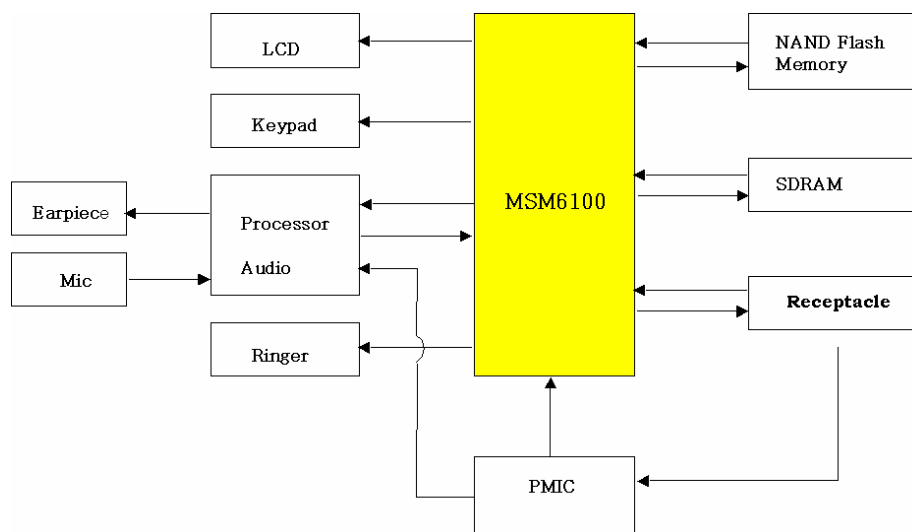 LCD
NAND Flash
Memory
Keypad
SDRAM
MSM6100
Earpiece
Processor
Audio
Mic
Receptacle
Ringer
PMIC